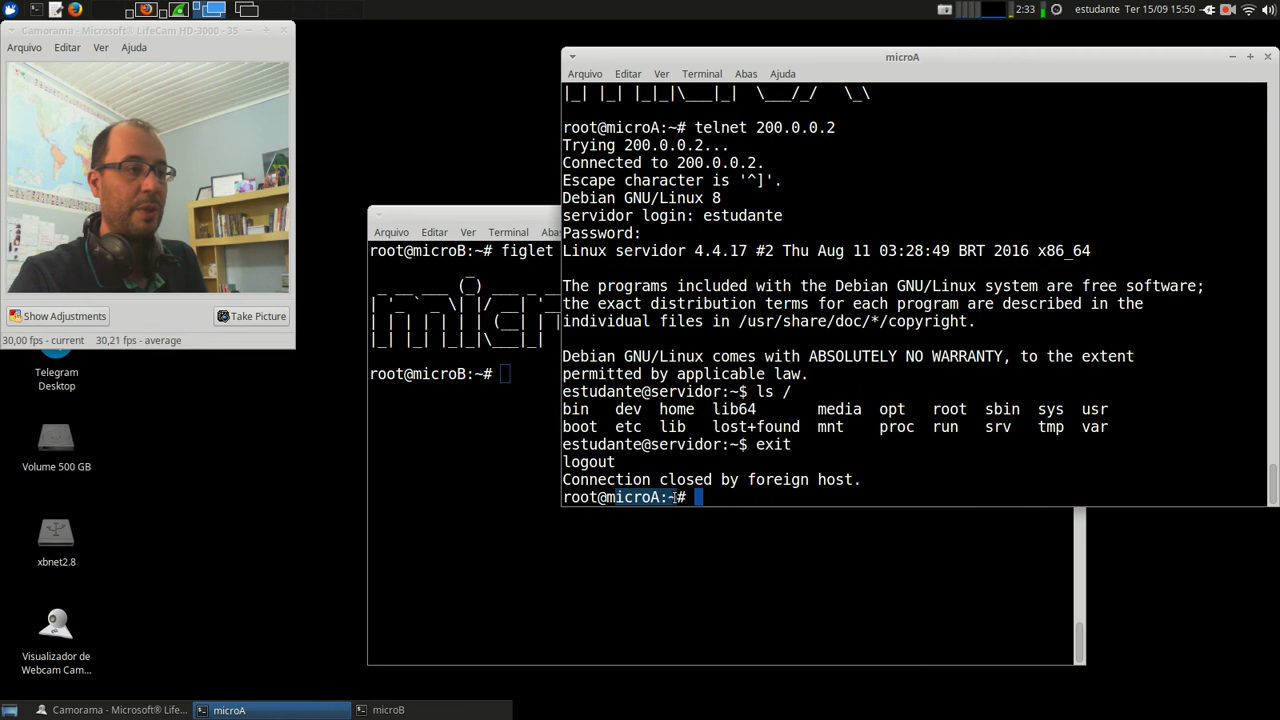 2:33
estudante
Ter 15/09 15:50
Camorama - Microsoft® LifeCam HD-3000 - 35
Arquivo Editar Ver Ajuda
Show Adjustments
Take Picture
30,00 fps - current 30,21 fps - average
Telegram
Desktop
Volume 500 GB
xbnet2.8
Visualizador de
Webcam Cam...
Arquivo Editar Ver Terminal Aba
root@microB:~# figlet
root@microB:~#
microA
Arquivo Editar Ver Terminal Abas Ajuda
root@microA:~# telnet 200.0.0.2
Trying 200.0.0.2...
Connected to 200.0.0.2.
Escape character is '^]'.
Debian GNU/Linux 8
servidor login: estudante
Password:
Linux servidor 4.4.17 #2 Thu Aug 11 03:28:49 BRT 2016 x86_64
The programs included with the Debian GNU/Linux system are free software;
the exact distribution terms for each program are described in the
individual files in /usr/share/doc/*/copyright.
Debian GNU/Linux comes with ABSOLUTELY NO WARRANTY, to the extent
permitted by applicable law.
estudante@servidor:~$ ls /
bin dev home lib64 media opt root sbin sys usr
boot etc lib lost+found mnt proc run srv tmp var
estudante@servidor:~$ exit
logout
Connection closed by foreign host.
root@microA:~#
Camorama - Microsoft® LifeC...
microA
microB